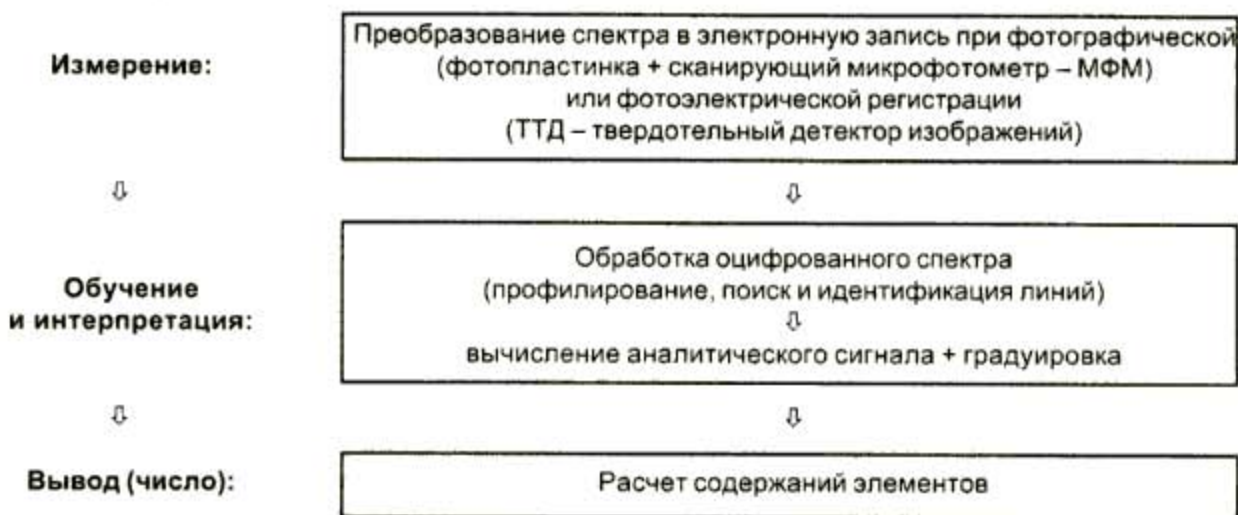 Измерение:
Преобразование спектра в электронную запись при фотографической
(фотопластинка + сканирующий микрофотометр – МФМ)
или фотоэлектрической регистрации
(ТТД – твердотельный детектор изображений)
⇩ ⇩
Обучение
и интерпретация:
Обработка оцифрованного спектра
(профилирование, поиск и идентификация линий)
⇩
вычисление аналитического сигнала + градуировка
⇩ ⇩
Вывод (число):
Расчет содержаний элементов